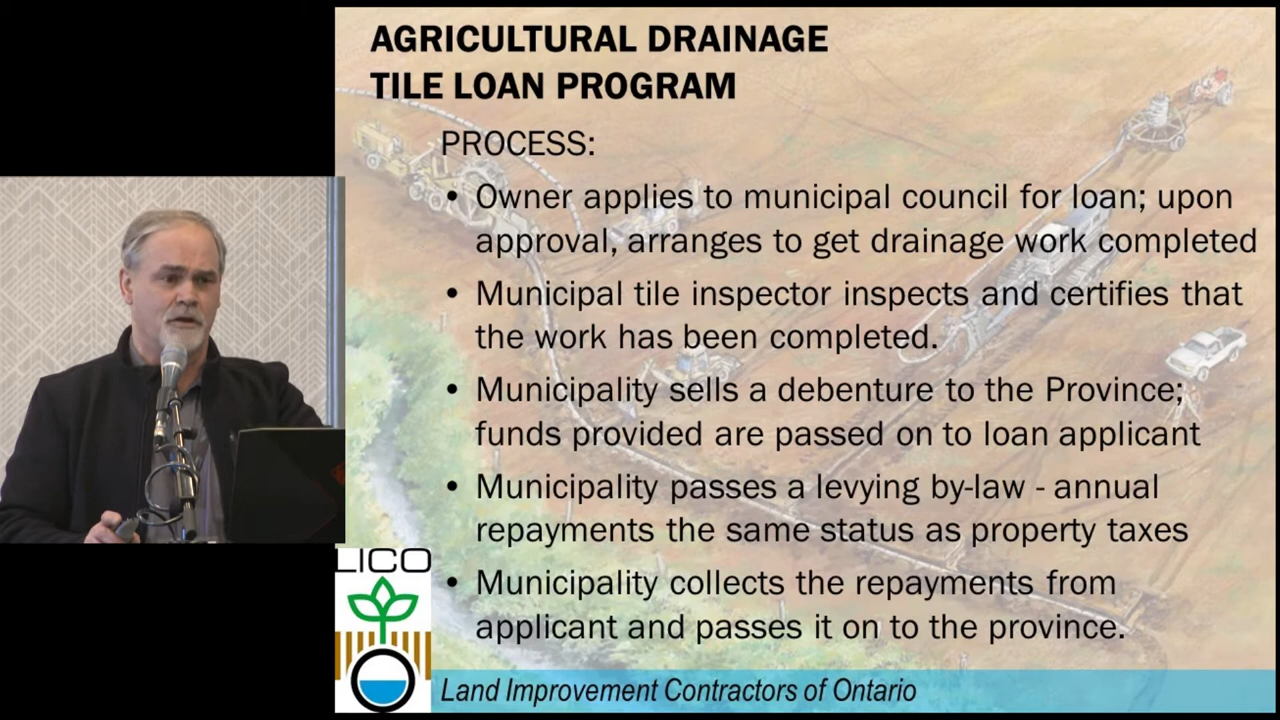 AGRICULTURAL DRAINAGE
TILE LOAN PROGRAM
PROCESS:
• Owner applies to municipal council for loan; upon
approval, arranges to get drainage work completed
• Municipal tile inspector inspects and certifies that
the work has been completed.
• Municipality sells a debenture to the Province;
funds provided are passed on to loan applicant
• Municipality passes a levying by-law - annual
repayments the same status as property taxes
• Municipality collects the repayments from
applicant and passes it on to the province.
LICO
Land Improvement Contractors of Ontario